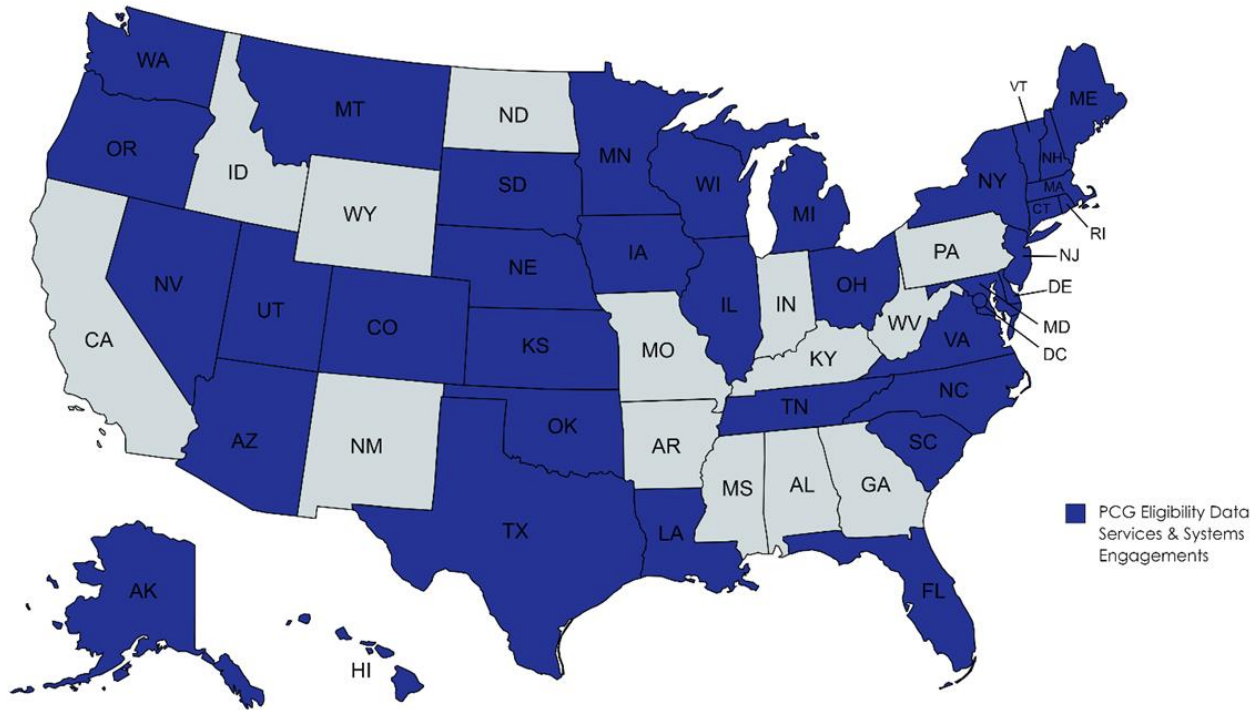 WA
MT
ND
MN
VT
ME
OR
ID
SD
WI
MI
NY
NH
MA
CT
RI
WY
NE
IA
PA
NJ
NV
UT
CO
KS
IL
IN
OH
WV
DE
MD
DC
VA
CA
MO
KY
AZ
NM
OK
AR
TN
NC
SC
MS
AL
GA
TX
LA
FL
AK
HI
PCG Eligibility Data
Services & Systems
Engagements